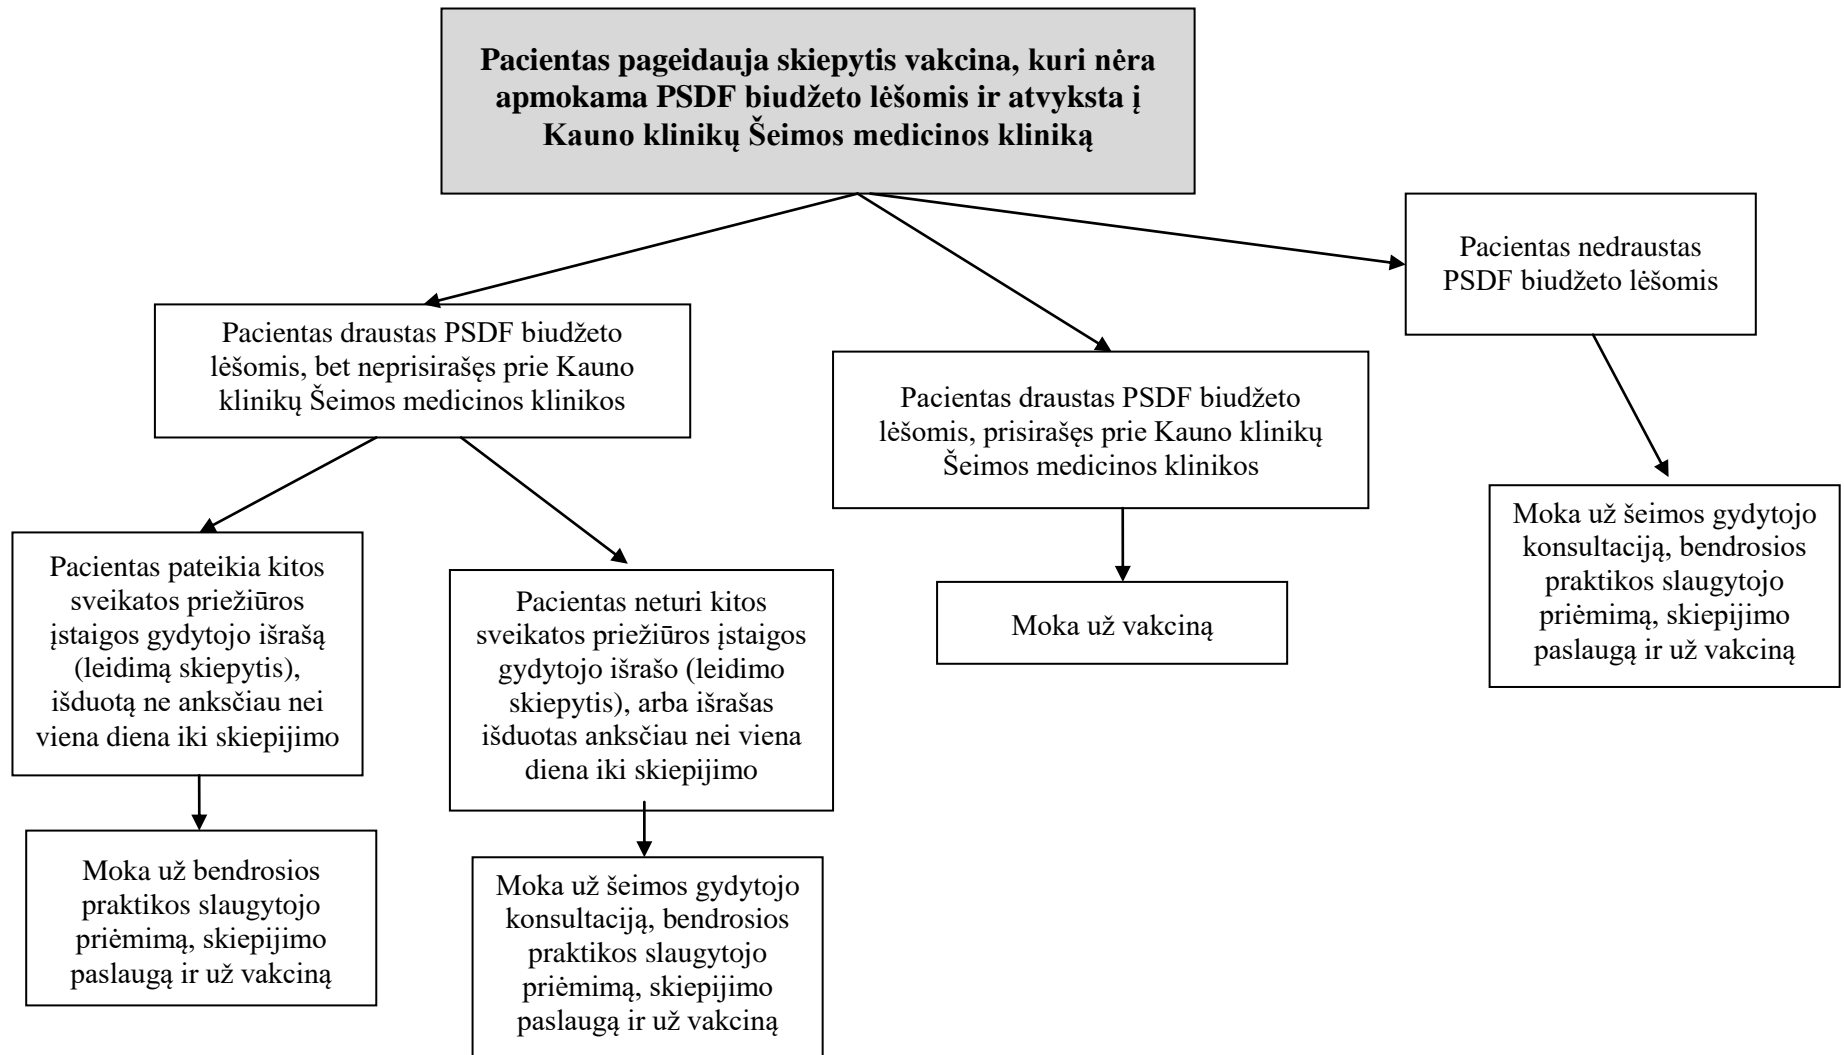 Pacientas pageidauja skiepytis vakcina, kuri nėra
apmokama PSDF biudžeto lėšomis ir atvyksta į
Kauno klinikų Šeimos medicinos kliniką
Pacientas nedraustas
PSDF biudžeto lėšomis
Pacientas draustas PSDF biudžeto
lėšomis, bet neprisirašęs prie Kauno
klinikų Šeimos medicinos klinikos
Pacientas draustas PSDF biudžeto
lėšomis, prisirašęs prie Kauno klinikų
Šeimos medicinos klinikos
Moka už šeimos gydytojo
konsultaciją, bendrosios
praktikos slaugytojo
priėmimą, skiepijimo
paslaugą ir už vakciną
Pacientas pateikia kitos
sveikatos priežiūros
įstaigos gydytojo išrašą
(leidimą skiepytis),
išduotą ne anksčiau nei
viena diena iki skiepijimo
Pacientas neturi kitos
sveikatos priežiūros įstaigos
gydytojo išrašo (leidimo
skiepytis), arba išrašas
išduotas anksčiau nei viena
diena iki skiepijimo
Moka už vakciną
Moka už bendrosios
praktikos slaugytojo
priėmimą, skiepijimo
paslaugą ir už vakciną
Moka už šeimos gydytojo
konsultaciją, bendrosios
praktikos slaugytojo
priėmimą, skiepijimo
paslaugą ir už vakciną